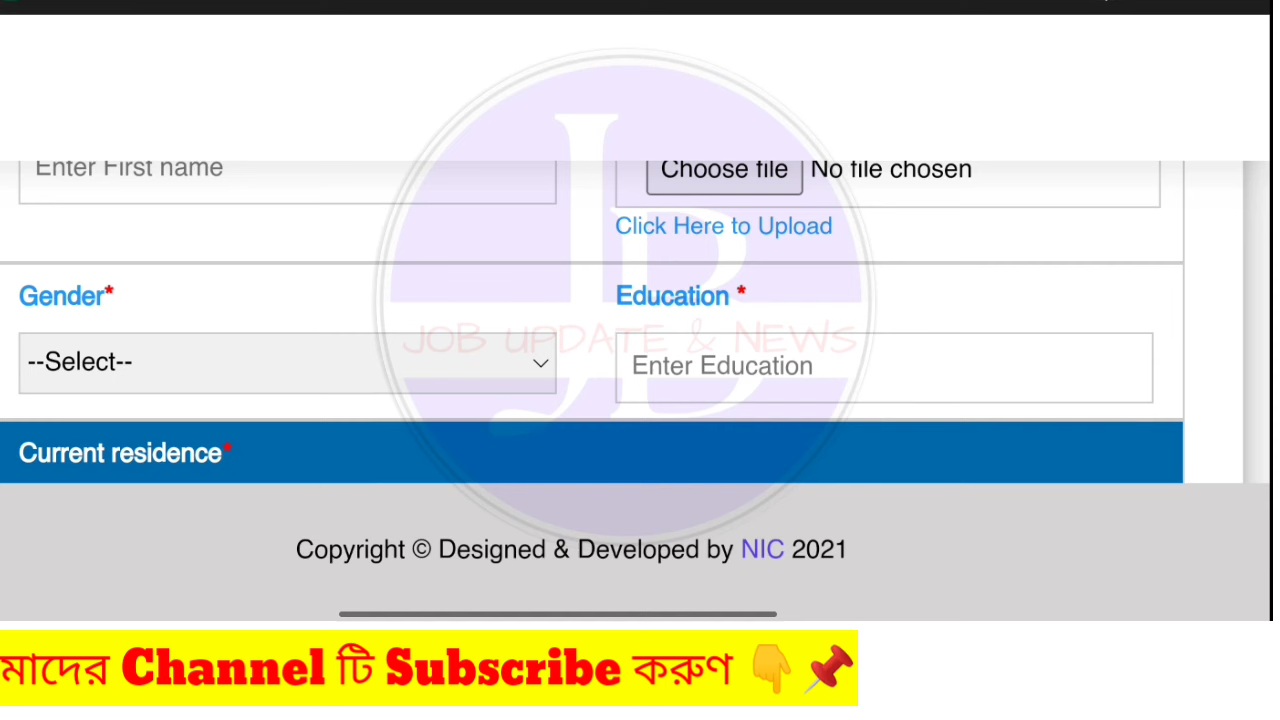 Enter First name
Choose file No file chosen
Click Here to Upload
Gender*
Education *
--Select--
Enter Education
JOB UPDATE & NEWS
Current residence*
Copyright © Designed & Developed by NIC 2021
মাদের Channel টি Subscribe করুণ 👇📌